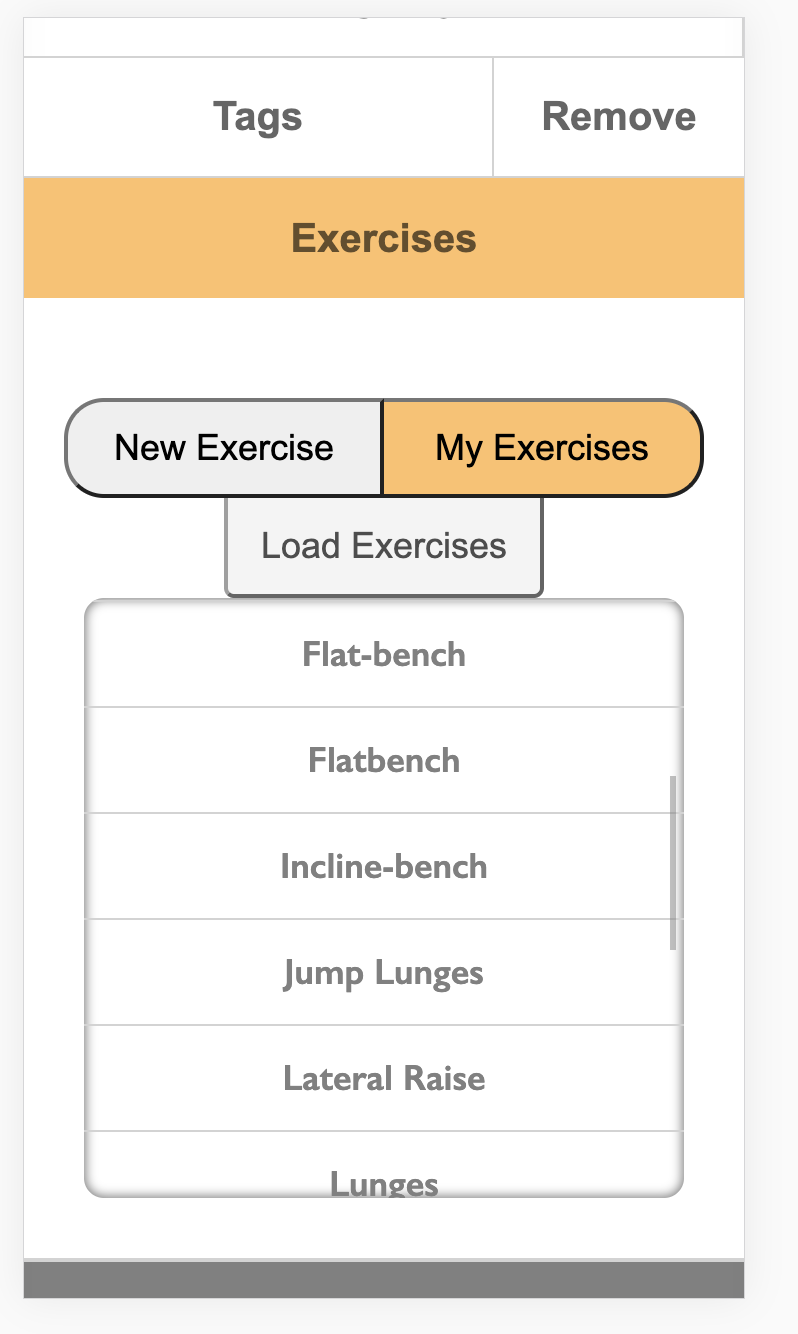 Tags Remove
Exercises
New Exercise My Exercises
Load Exercises
Flat-bench
Flatbench
Incline-bench
Jump Lunges
Lateral Raise
Lunges